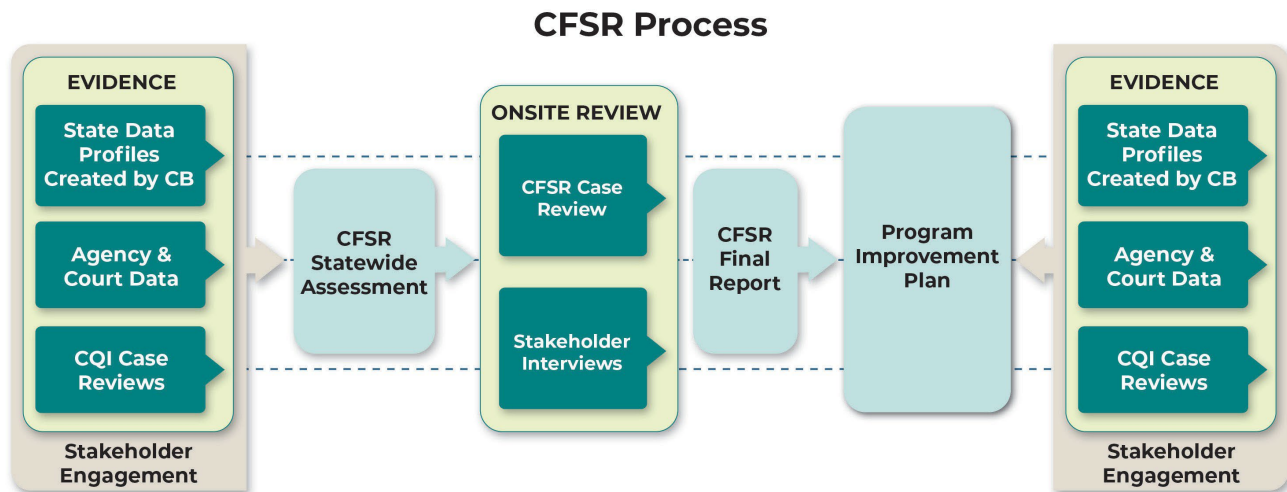 CFSR Process
EVIDENCE
State Data
Profiles
Created by CB
Agency &
Court Data
CQI Case
Reviews
Stakeholder
Engagement
CFSR
Statewide
Assessment
ONSITE REVIEW
CFSR Case
Review
Stakeholder
Interviews
CFSR
Final
Report
Program
Improvement
Plan
EVIDENCE
State Data
Profiles
Created by CB
Agency &
Court Data
CQI Case
Reviews
Stakeholder
Engagement